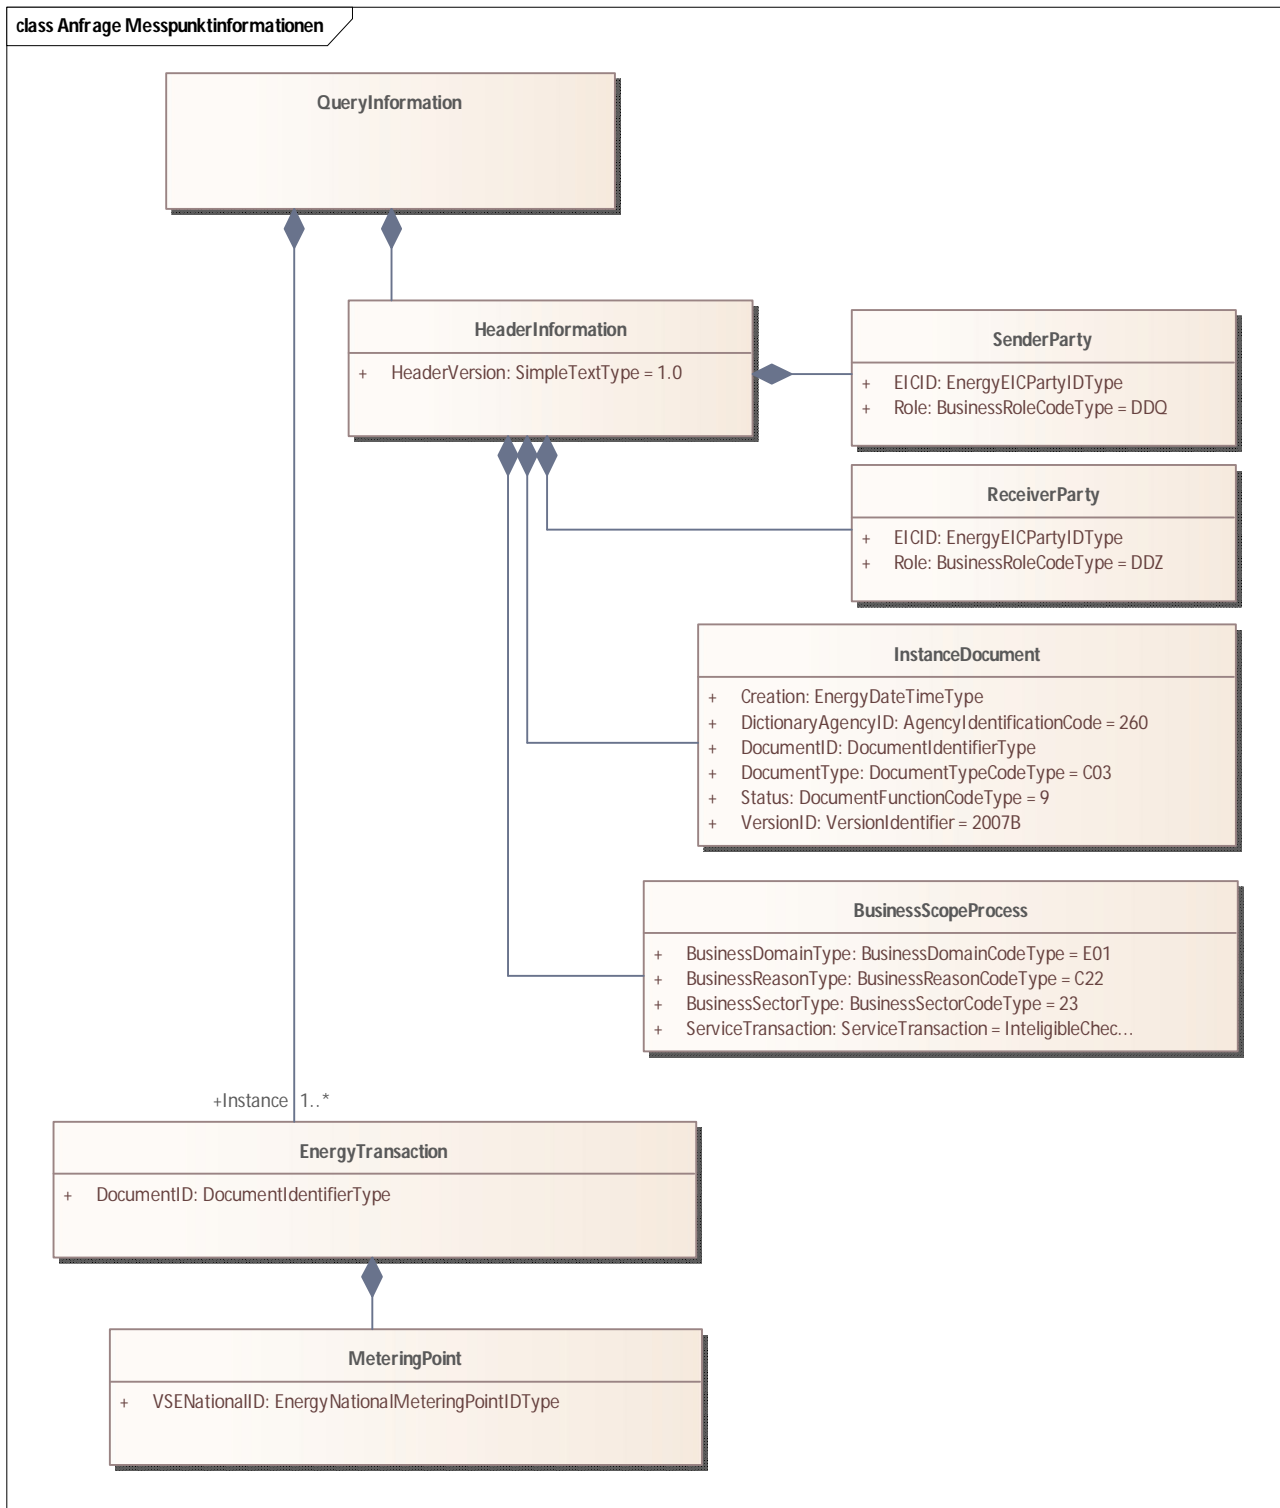 class Anfrage Messpunktinformationen
QueryInformation
HeaderInformation
+ HeaderVersion: SimpleTextType = 1.0
SenderParty
+ EICID: EnergyEICPartyIDType
+ Role: BusinessRoleCodeType = DDQ
ReceiverParty
+ EICID: EnergyEICPartyIDType
+ Role: BusinessRoleCodeType = DDZ
InstanceDocument
+ Creation: EnergyDateTimeType
+ DictionaryAgencyID: AgencyIdentificationCode = 260
+ DocumentID: DocumentIdentifierType
+ DocumentType: DocumentTypeCodeType = C03
+ Status: DocumentFunctionCodeType = 9
+ VersionID: VersionIdentifier = 2007B
BusinessScopeProcess
+ BusinessDomainType: BusinessDomainCodeType = E01
+ BusinessReasonType: BusinessReasonCodeType = C22
+ BusinessSectorType: BusinessSectorCodeType = 23
+ ServiceTransaction: ServiceTransaction = InteligibleChec...
+Instance 1..*
EnergyTransaction
+ DocumentID: DocumentIdentifierType
MeteringPoint
+ VSENationalID: EnergyNationalMeteringPointIDType